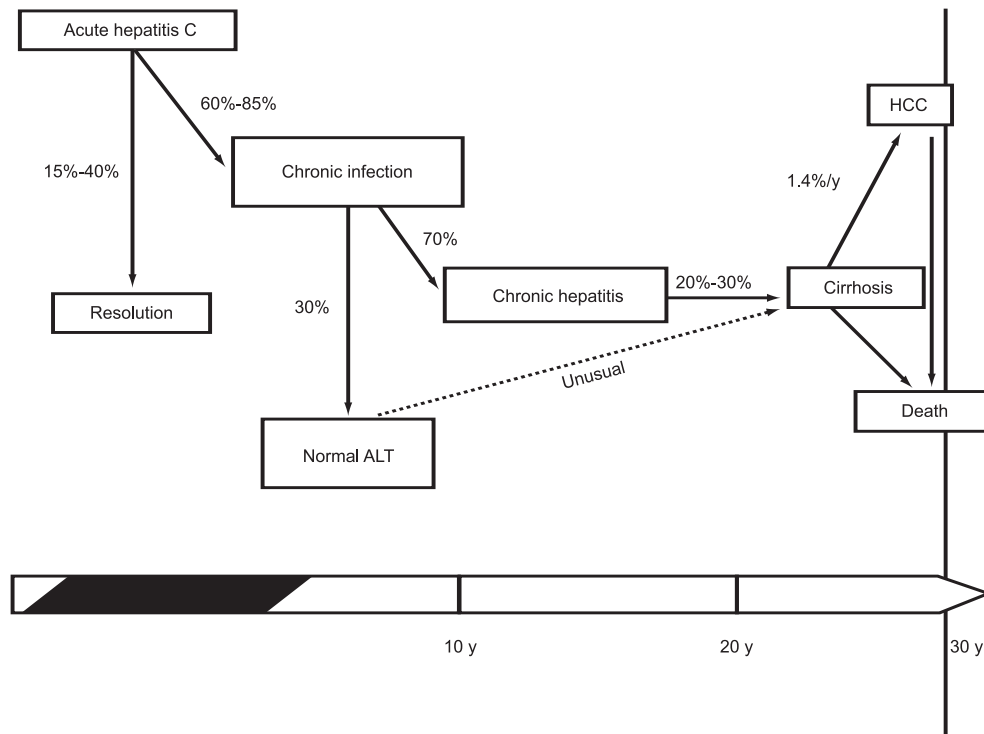 Acute hepatitis C
60%-85%
HCC
15%-40%
Chronic infection
1.4%/y
70%
Resolution
30%
Chronic hepatitis
20%-30%
Cirrhosis
Unusual
Normal ALT
Death
10 y
20 y
30 y